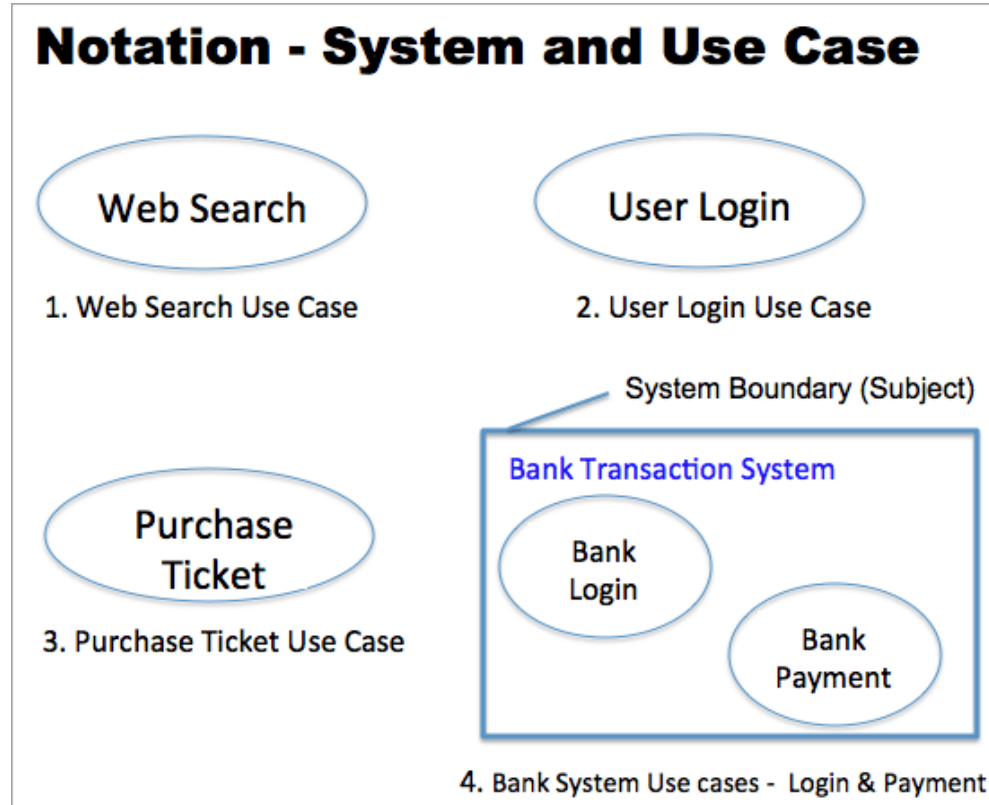 Notation - System and Use Case
Web Search
User Login
1. Web Search Use Case
2. User Login Use Case
System Boundary (Subject)
Bank Transaction System
Purchase
Ticket
Bank
Login
3. Purchase Ticket Use Case
Bank
Payment
4. Bank System Use cases - Login & Payment